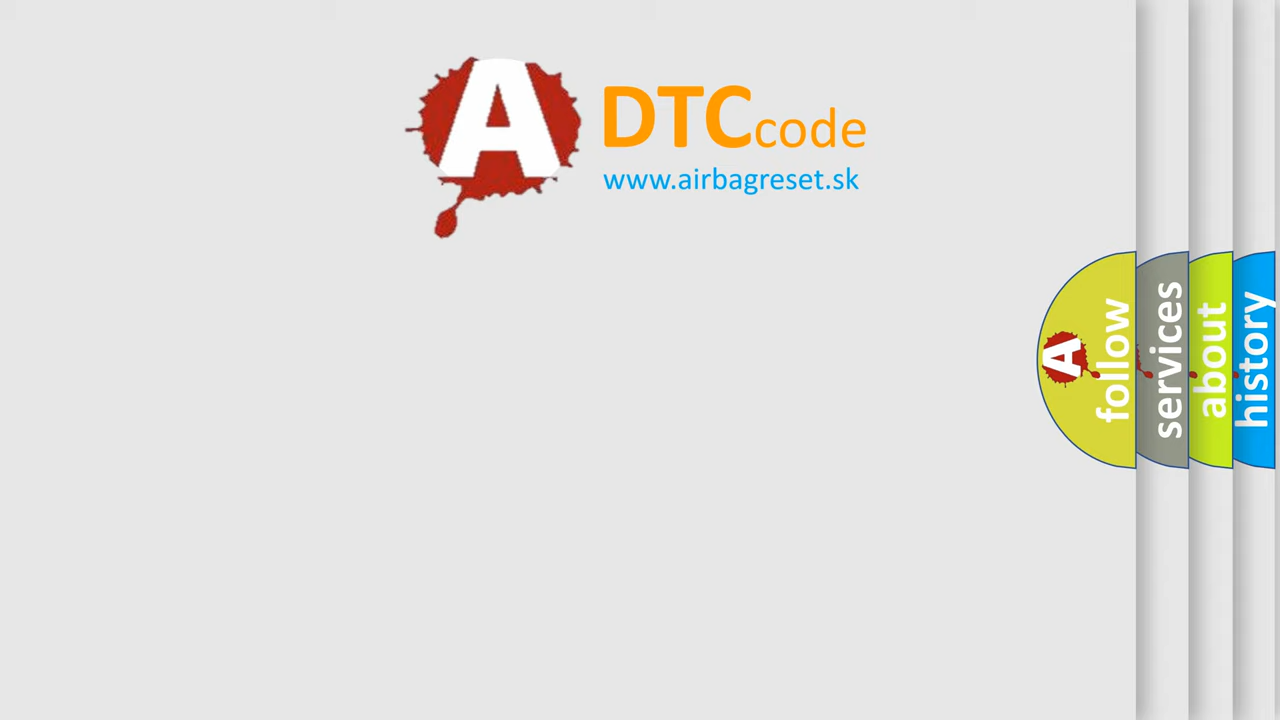 A DTCcode
www.airbagreset.sk
A follow
services
about
history